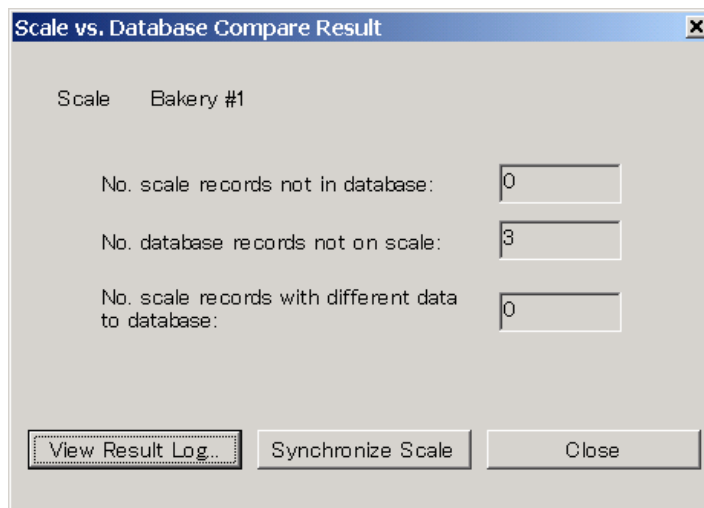 Scale vs. Database Compare Result
Scale Bakery #1
No. scale records not in database: 0
No. database records not on scale: 3
No. scale records with different data
to database: 0
View Result Log... Synchronize Scale Close